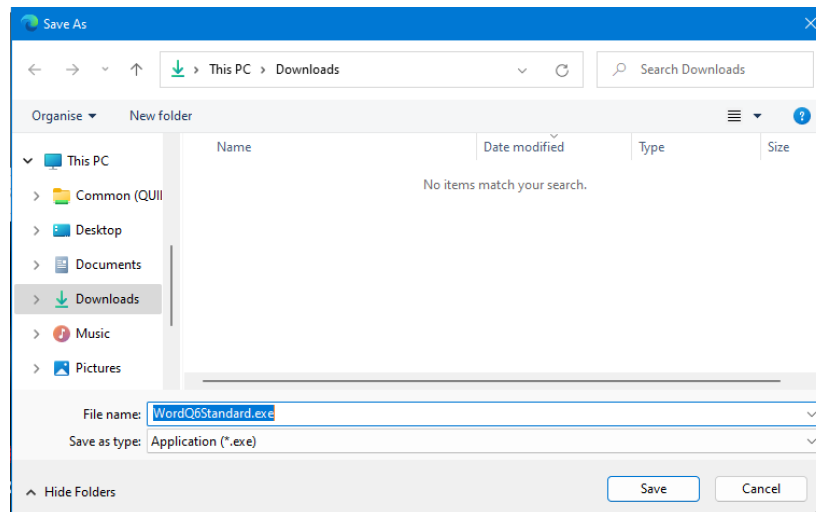 Save As
This PC > Downloads
Search Downloads
Organise
New folder
Name
Date modified
Type
Size
No items match your search.
This PC
Common (QUII
Desktop
Documents
Downloads
Music
Pictures
File name: WordQ6Standard.exe
Save as type: Application (*.exe)
Hide Folders
Save
Cancel